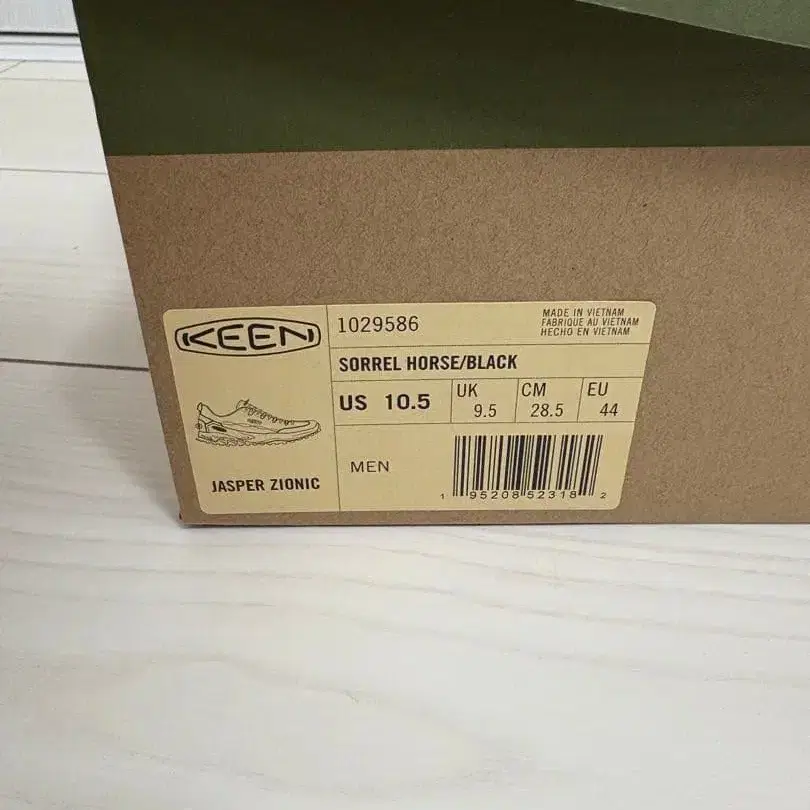 KEEN
1029586
MADE IN VIETNAM
FABRIQUE AU VIETNAM
HECHO EN VIETNAM
SORREL HORSE/BLACK
US 10.5
UK 9.5
CM 28.5
EU 44
JASPER ZIONIC
MEN
1 95208 52318 2